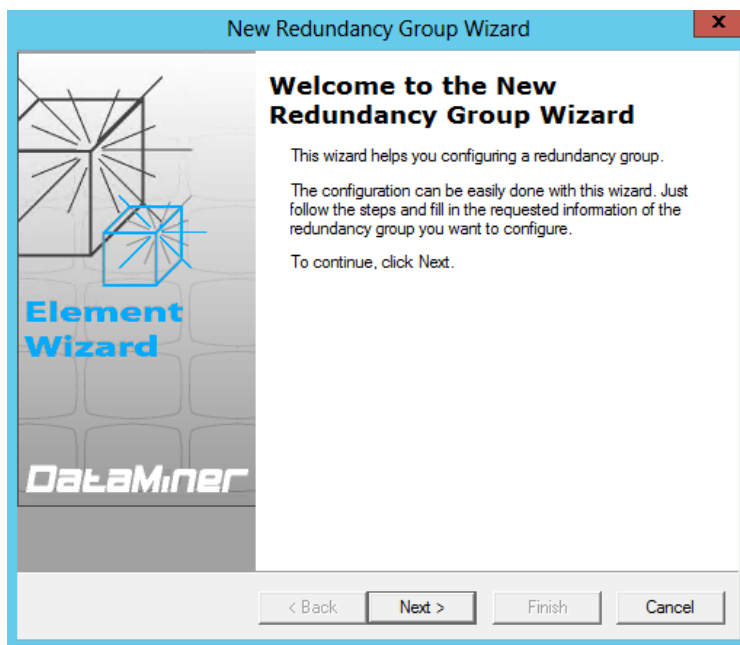 New Redundancy Group Wizard
x
Welcome to the New
Redundancy Group Wizard
This wizard helps you configuring a redundancy group.
The configuration can be easily done with this wizard. Just
follow the steps and fill in the requested information of the
redundancy group you want to configure.
To continue, click Next.
Element
Wizard
DataMiner
< Back
Next >
Finish
Cancel